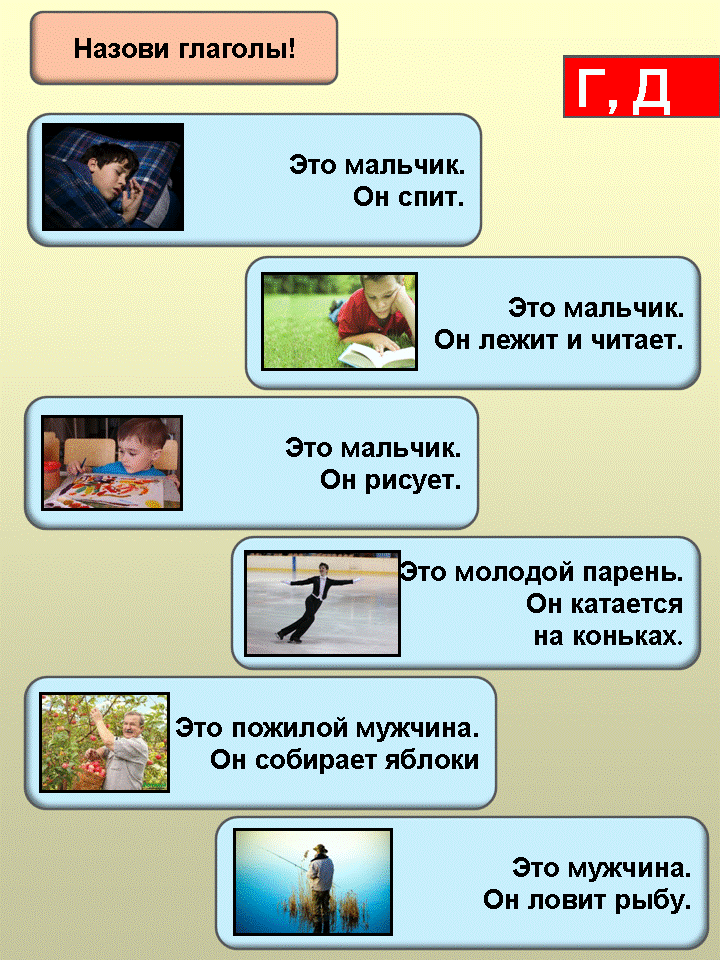 Назови глаголы!
Г, Д
Это мальчик.
Он спит.
Это мальчик.
Он лежит и читает.
Это мальчик.
Он рисует.
Это молодой парень.
Он катается
на коньках.
Это пожилой мужчина.
Он собирает яблоки
Это мужчина.
Он ловит рыбу.